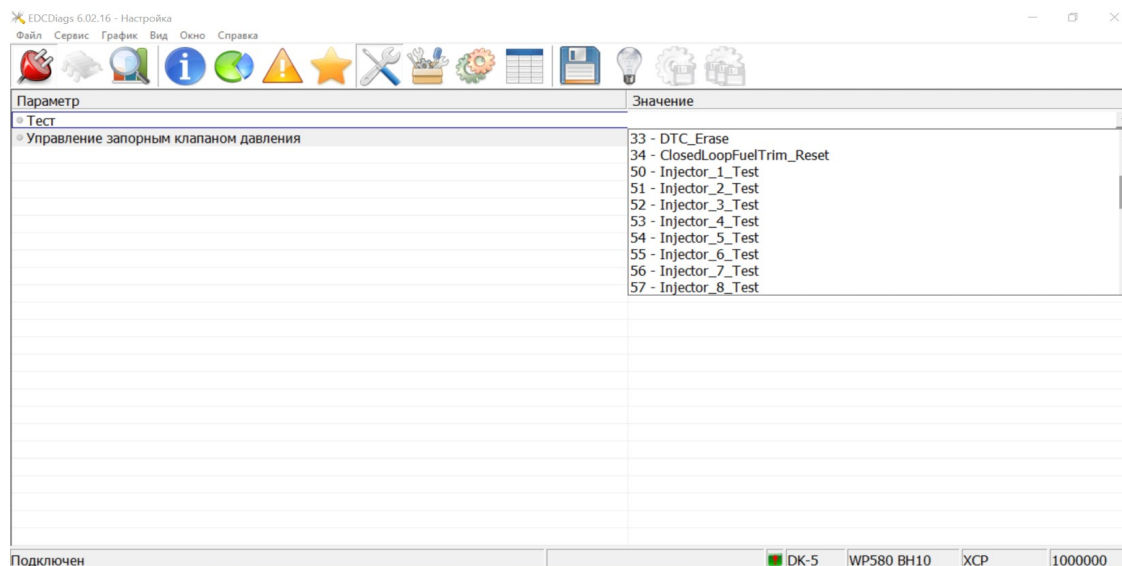 EDCDiags 6.02.16 - Настройка
Файл Сервис График Вид Окно Справка
Параметр Значение
Тест
Управление запорным клапаном давления
33 - DTC_Erase
34 - ClosedLoopFuelTrim_Reset
50 - Injector_1_Test
51 - Injector_2_Test
52 - Injector_3_Test
53 - Injector_4_Test
54 - Injector_5_Test
55 - Injector_6_Test
56 - Injector_7_Test
57 - Injector_8_Test
Подключен DK-5 WP580 BH10 XCP 1000000